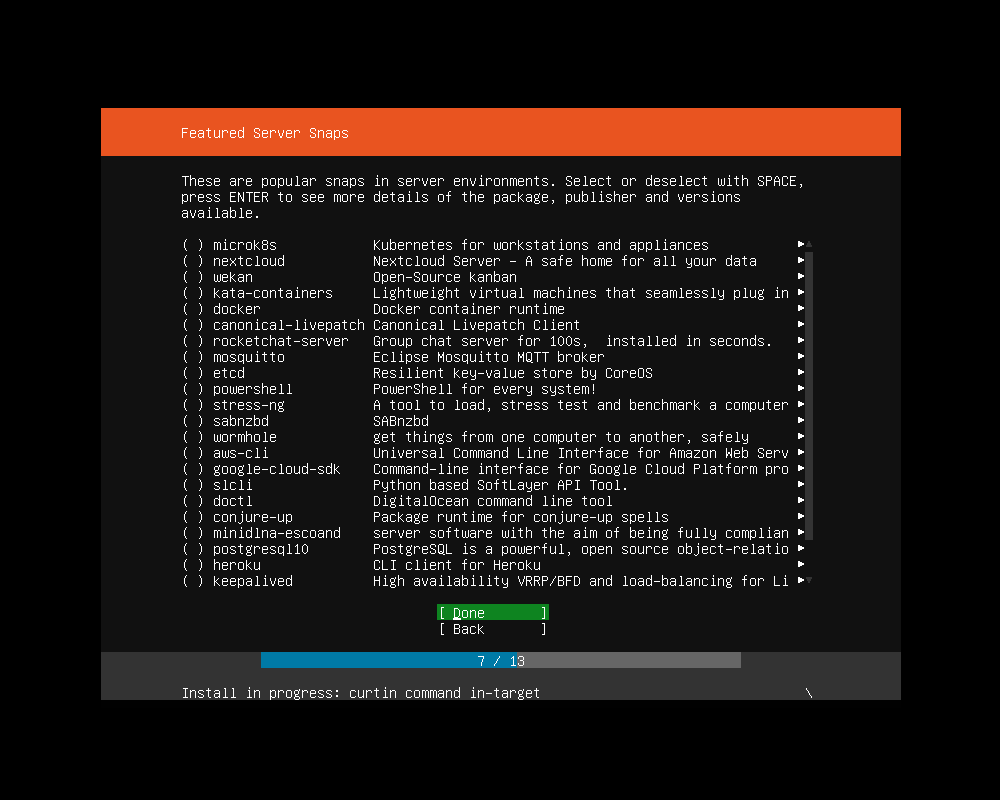 Featured Server Snaps
These are popular snaps in server environments. Select or deselect with SPACE,
press ENTER to see more details of the package, publisher and versions
available.
( ) microk8s Kubernetes for workstations and appliances ►
( ) nextcloud Nextcloud Server - A safe home for all your data ►
( ) wekan Open-Source kanban ►
( ) kata-containers Lightweight virtual machines that seamlessly plug in ►
( ) docker Docker container runtime ►
( ) canonical-livepatch Canonical Livepatch Client ►
( ) rocketchat-server Group chat server for 100s,  installed in seconds. ►
( ) mosquitto Eclipse Mosquitto MQTT broker ►
( ) etcd Resilient key-value store by CoreOS ►
( ) powershell PowerShell for every system! ►
( ) stress-ng A tool to load, stress test and benchmark a computer ►
( ) sabnzbd SABnzbd ►
( ) wormhole get things from one computer to another, safely ►
( ) aws-cli Universal Command Line Interface for Amazon Web Serv ►
( ) google-cloud-sdk Command-line interface for Google Cloud Platform pro ►
( ) slcli Python based SoftLayer API Tool. ►
( ) doctl DigitalOcean command line tool ►
( ) conjure-up Package runtime for conjure-up spells ►
( ) minidlna-escoand server software with the aim of being fully complian ►
( ) postgresql10 PostgreSQL is a powerful, open source object-relatio ►
( ) heroku CLI client for Heroku ►
( ) keepalived High availability VRRP/BFD and load-balancing for Li ►
[ Done ]
[ Back ]
7 / 13
Install in progress: curtin command in-target \